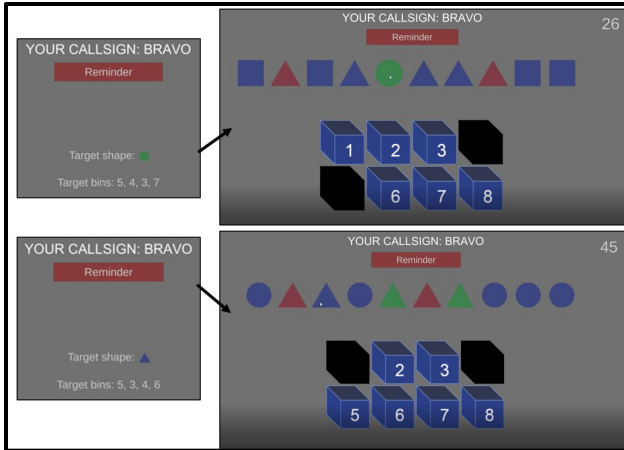 YOUR CALLSIGN: BRAVO
Reminder
Target shape:
Target bins: 5, 4, 3, 7
YOUR CALLSIGN: BRAVO
26
Reminder
1 2 3
6 7 8
YOUR CALLSIGN: BRAVO
Reminder
Target shape:
Target bins: 5, 3, 4, 6
YOUR CALLSIGN: BRAVO
45
Reminder
2 3
5 6 7 8